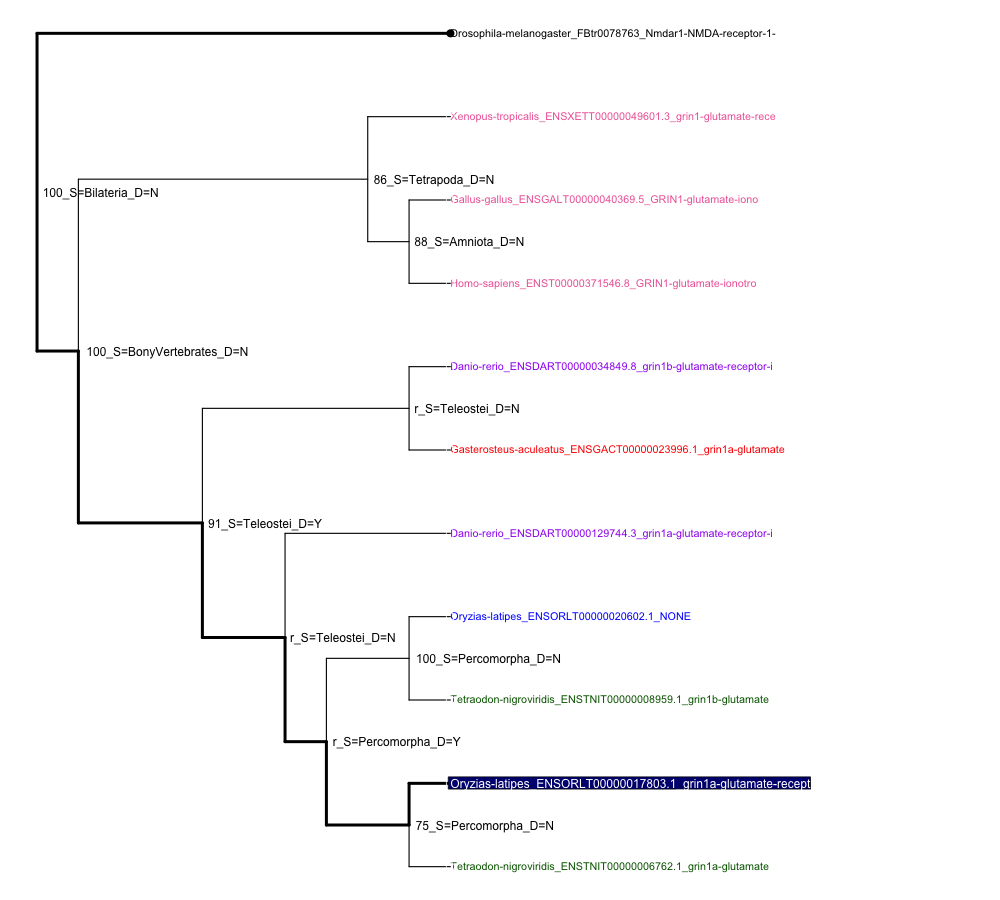 Drosophila-melanogaster_FBtr0078763_Nmdar1-NMDA-receptor-1-
Xenopus-tropicalis_ENSXETT00000049601.3_grin1-glutamate-rece
86_S=Tetrapoda_D=N
100_S=Bilateria_D=N
Gallus-gallus_ENSGALT00000040369.5_GRIN1-glutamate-iono
88_S=Amniota_D=N
Homo-sapiens_ENST00000371546.8_GRIN1-glutamate-ionotro
100_S=BonyVertebrates_D=N
Danio-rerio_ENSDART00000034849.8_grin1b-glutamate-receptor-i
r_S=Teleostei_D=N
Gasterosteus-aculeatus_ENSGACT00000023996.1_grin1a-glutamate
91_S=Teleostei_D=Y
Danio-rerio_ENSDART00000129744.3_grin1a-glutamate-receptor-i
Oryzias-latipes_ENSORLT00000020602.1_NONE
r_S=Teleostei_D=N
100_S=Percomorpha_D=N
Tetraodon-nigroviridis_ENSTNIT00000008959.1_grin1b-glutamate
r_S=Percomorpha_D=Y
Oryzias-latipes_ENSORLT00000017803.1_grin1a-glutamate-recept
75_S=Percomorpha_D=N
Tetraodon-nigroviridis_ENSTNIT00000006762.1_grin1a-glutamate